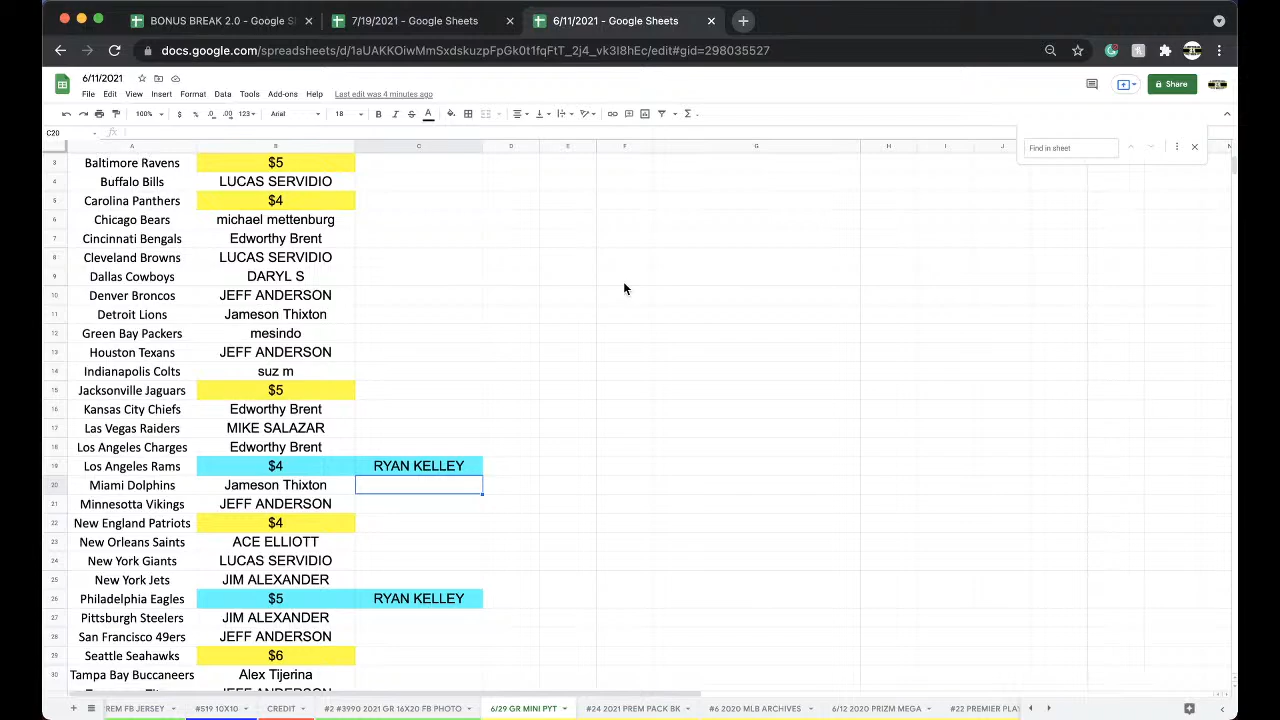 BONUS BREAK 2.0 - Google S
7/19/2021 - Google Sheets
6/11/2021 - Google Sheets
docs.google.com/spreadsheets/d/1aUAKKOiwMmSxdskuzpFpGk0t1fqFtT_2j4_vk3I8hEc/edit#gid=298035527
6/11/2021
File Edit View Insert Format Data Tools Add-ons Help Last edit was 4 minutes ago
Share
100% $ % .0 .00 123 Arial 18 B I S A
C20 fx
A B C D E F G H I J K L M N
Find in sheet
3 Baltimore Ravens $5
4 Buffalo Bills LUCAS SERVIDIO
5 Carolina Panthers $4
6 Chicago Bears michael mettenburg
7 Cincinnati Bengals Edworthy Brent
8 Cleveland Browns LUCAS SERVIDIO
9 Dallas Cowboys DARYL S
10 Denver Broncos JEFF ANDERSON
11 Detroit Lions Jameson Thixton
12 Green Bay Packers mesindo
13 Houston Texans JEFF ANDERSON
14 Indianapolis Colts suz m
15 Jacksonville Jaguars $5
16 Kansas City Chiefs Edworthy Brent
17 Las Vegas Raiders MIKE SALAZAR
18 Los Angeles Charges Edworthy Brent
19 Los Angeles Rams $4 RYAN KELLEY
20 Miami Dolphins Jameson Thixton
21 Minnesotta Vikings JEFF ANDERSON
22 New England Patriots $4
23 New Orleans Saints ACE ELLIOTT
24 New York Giants LUCAS SERVIDIO
25 New York Jets JIM ALEXANDER
26 Philadelphia Eagles $5 RYAN KELLEY
27 Pittsburgh Steelers JIM ALEXANDER
28 San Francisco 49ers JEFF ANDERSON
29 Seattle Seahawks $6
30 Tampa Bay Buccaneers Alex Tijerina
REM FB JERSEY #519 10X10 CREDIT #2 #3990 2021 GR 16X20 FB PHOTO 6/29 GR MINI PYT #24 2021 PREM PACK BK #6 2020 MLB ARCHIVES 6/12 2020 PRIZM MEGA #22 PREMIER PLA